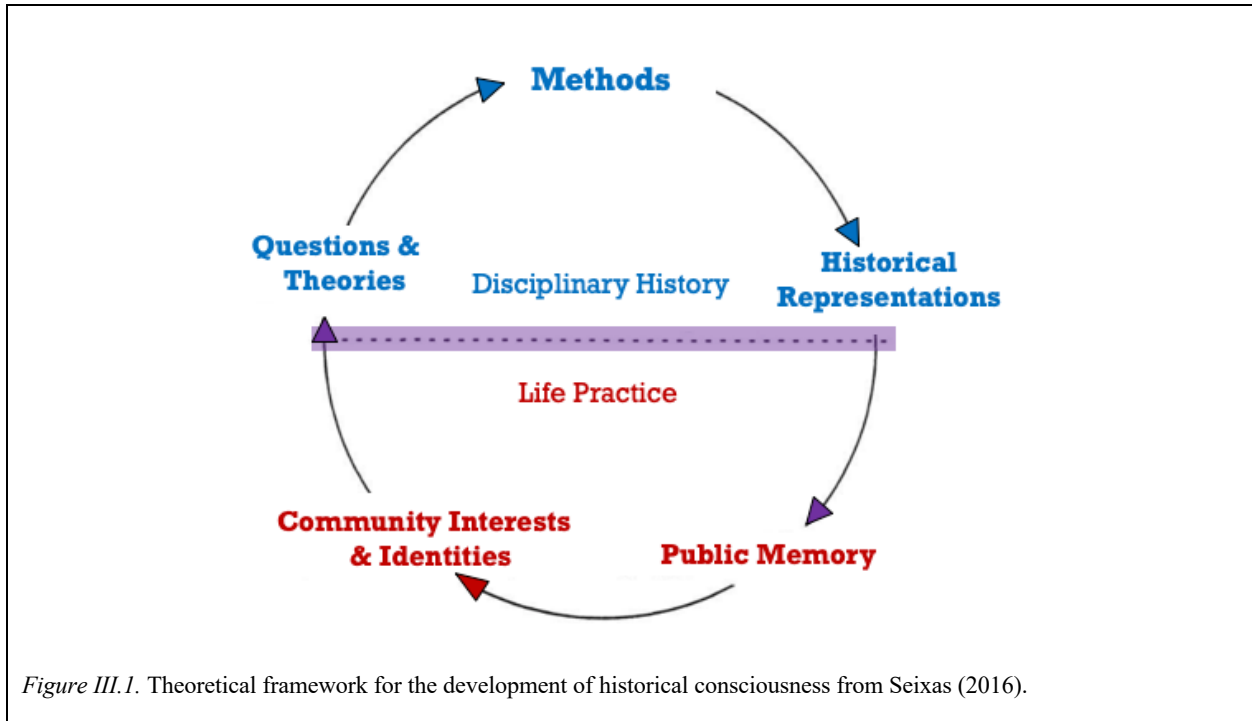 Methods
Questions &
Theories
Disciplinary History
Historical
Representations
Life Practice
Community Interests
& Identities
Public Memory
Figure III.1. Theoretical framework for the development of historical consciousness from Seixas (2016).